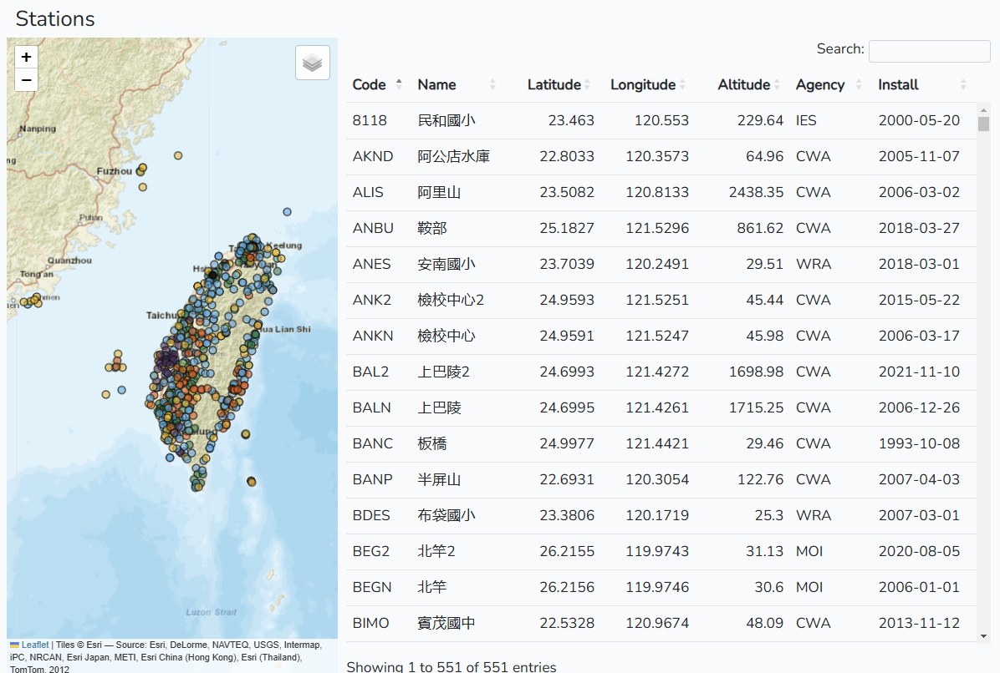 Stations
+
−
Nanping
ng
Fuzhou
Putian
Quanzhou
Tong'an
Keelung
Taichu
ua Lian Shi
Luzon Strait
Leaflet | Tiles © Esri — Source: Esri, DeLorme, NAVTEQ, USGS, Intermap,
iPC, NRCAN, Esri Japan, METI, Esri China (Hong Kong), Esri (Thailand),
TomTom, 2012
Search:
Code Name Latitude Longitude Altitude Agency Install
8118 民和國小 23.463 120.553 229.64 IES 2000-05-20
AKND 阿公店水庫 22.8033 120.3573 64.96 CWA 2005-11-07
ALIS 阿里山 23.5082 120.8133 2438.35 CWA 2006-03-02
ANBU 鞍部 25.1827 121.5296 861.62 CWA 2018-03-27
ANES 安南國小 23.7039 120.2491 29.51 WRA 2018-03-01
ANK2 檢校中心2 24.9593 121.5251 45.44 CWA 2015-05-22
ANKN 檢校中心 24.9591 121.5247 45.98 CWA 2006-03-17
BAL2 上巴陵2 24.6993 121.4272 1698.98 CWA 2021-11-10
BALN 上巴陵 24.6995 121.4261 1715.25 CWA 2006-12-26
BANC 板橋 24.9977 121.4421 29.46 CWA 1993-10-08
BANP 半屏山 22.6931 120.3054 122.76 CWA 2007-04-03
BDES 布袋國小 23.3806 120.1719 25.3 WRA 2007-03-01
BEG2 北竿2 26.2155 119.9743 31.13 MOI 2020-08-05
BEGN 北竿 26.2156 119.9746 30.6 MOI 2006-01-01
BIMO 賓茂國中 22.5328 120.9674 48.09 CWA 2013-11-12
Showing 1 to 551 of 551 entries